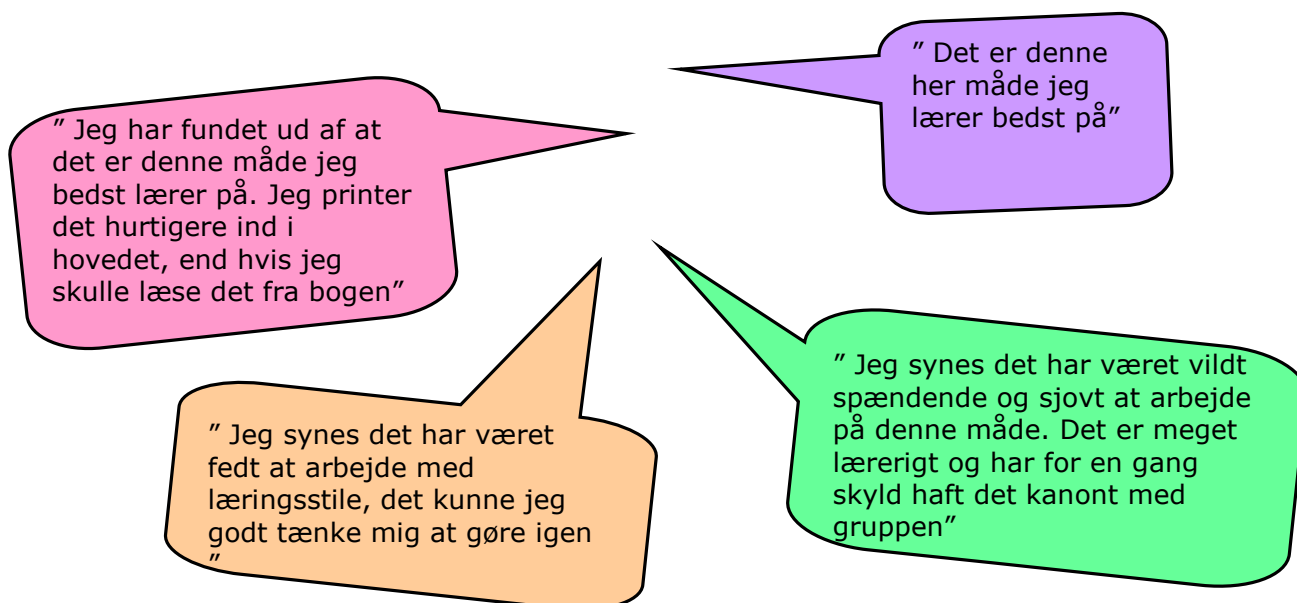 ” Det er denne
her måde jeg
lærer bedst på”
” Jeg har fundet ud af at
det er denne måde jeg
bedst lærer på. Jeg printer
det hurtigere ind i
hovedet, end hvis jeg
skulle læse det fra bogen”
” Jeg synes det har været vildt
spændende og sjovt at arbejde
på denne måde. Det er meget
lærerigt og har for en gang
skyld haft det kanont med
gruppen”
” Jeg synes det har været
fedt at arbejde med
læringsstile, det kunne jeg
godt tænke mig at gøre igen
”